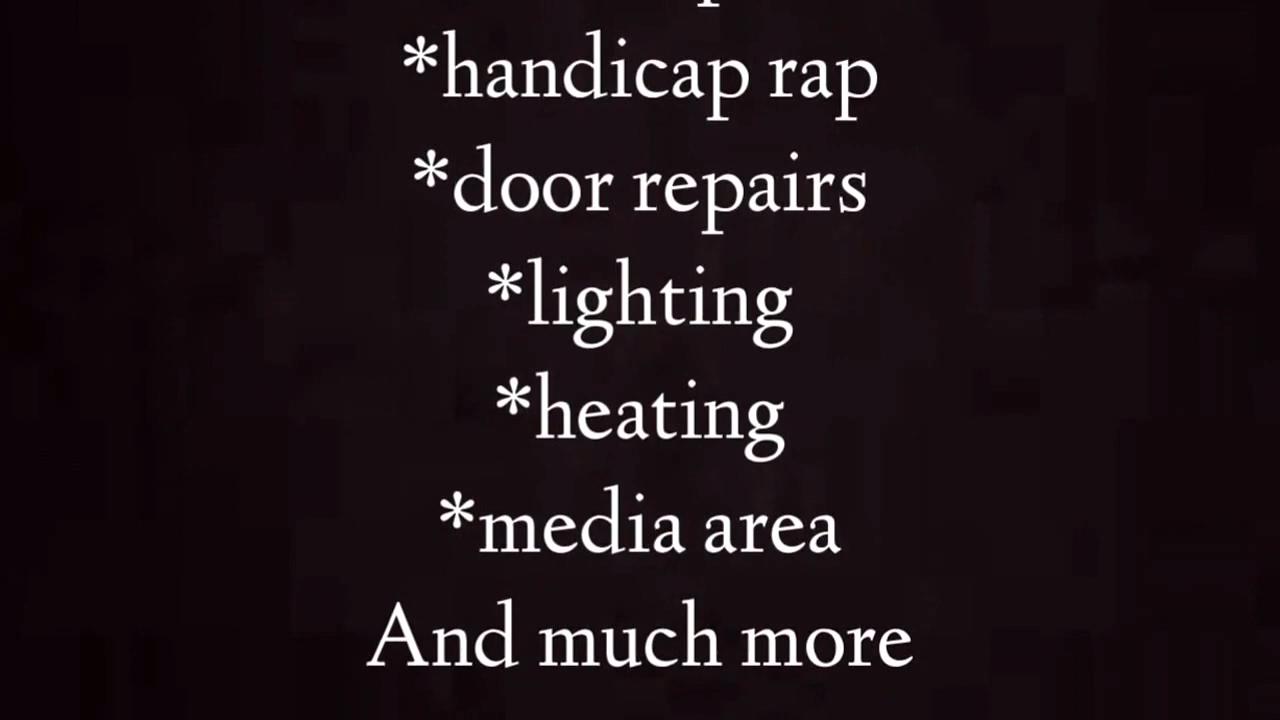 *handicap rap
*door repairs
*lighting
*heating
*media area
And much more